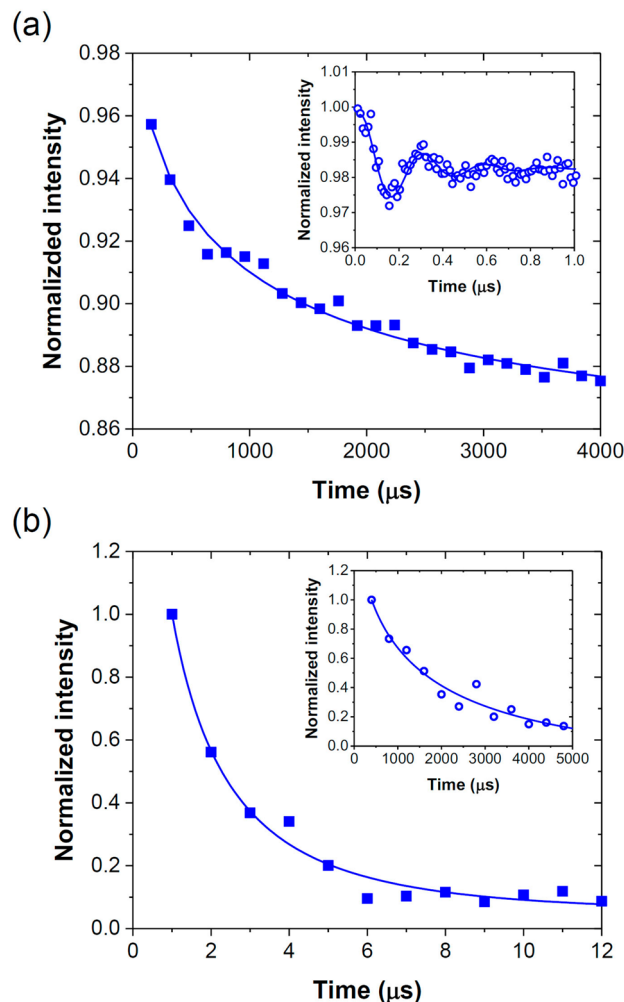 (a)
0.98
0.96
0.94
0.92
0.90
0.88
0.86
Normalizded intensity
1000
2000
3000
4000
Time (μs)
1.01
1.00
0.99
0.98
0.97
0.96
Normalized intensity
0.0 0.2 0.4 0.6 0.8 1.0
Time (μs)
(b)
1.2
1.0
0.8
0.6
0.4
0.2
0.0
Normalized intensity
0 2 4 6 8 10 12
Time (μs)
1.2
1.0
0.8
0.6
0.4
0.2
0.0
Normalized intensity
0 1000 2000 3000 4000 5000
Time (μs)